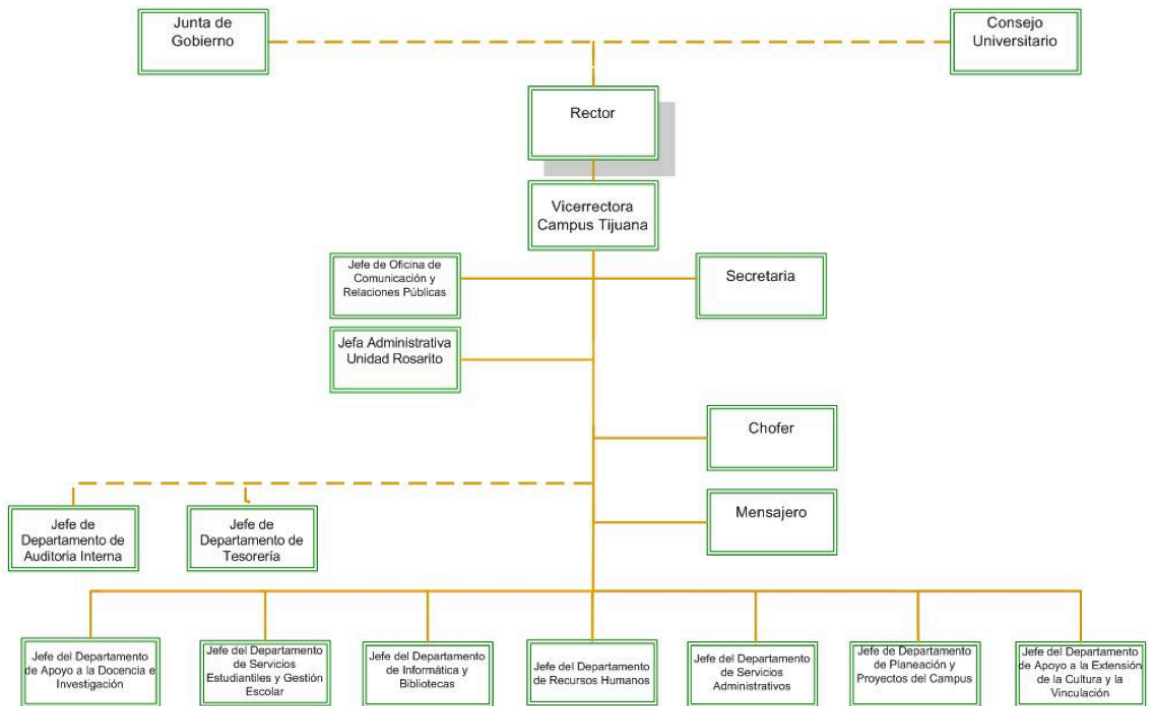 Junta de
Gobierno
Consejo
Universitario
Rector
Vicerrectora
Campus Tijuana
Jefe de Oficina de
Comunicación y
Relaciones Públicas
Secretaria
Jefa Administrativa
Unidad Rosarito
Chofer
Mensajero
Jefe de
Departamento de
Auditoria Interna
Jefe de
Departamento de
Tesorería
Jefe del Departamento
de Apoyo a la Docencia e
Investigación
Jefe del Departamento
de Servicios
Estudiantiles y Gestión
Escolar
Jefe del Departamento
de Informática y
Bibliotecas
Jefe del Departamento
de Recursos Humanos
Jefe del Departamento
de Servicios
Administrativos
Jefe de Departamento
de Planeación y
Proyectos del Campus
Jefe del Departamento
de Apoyo a la Extensión
de la Cultura y la
Vinculación